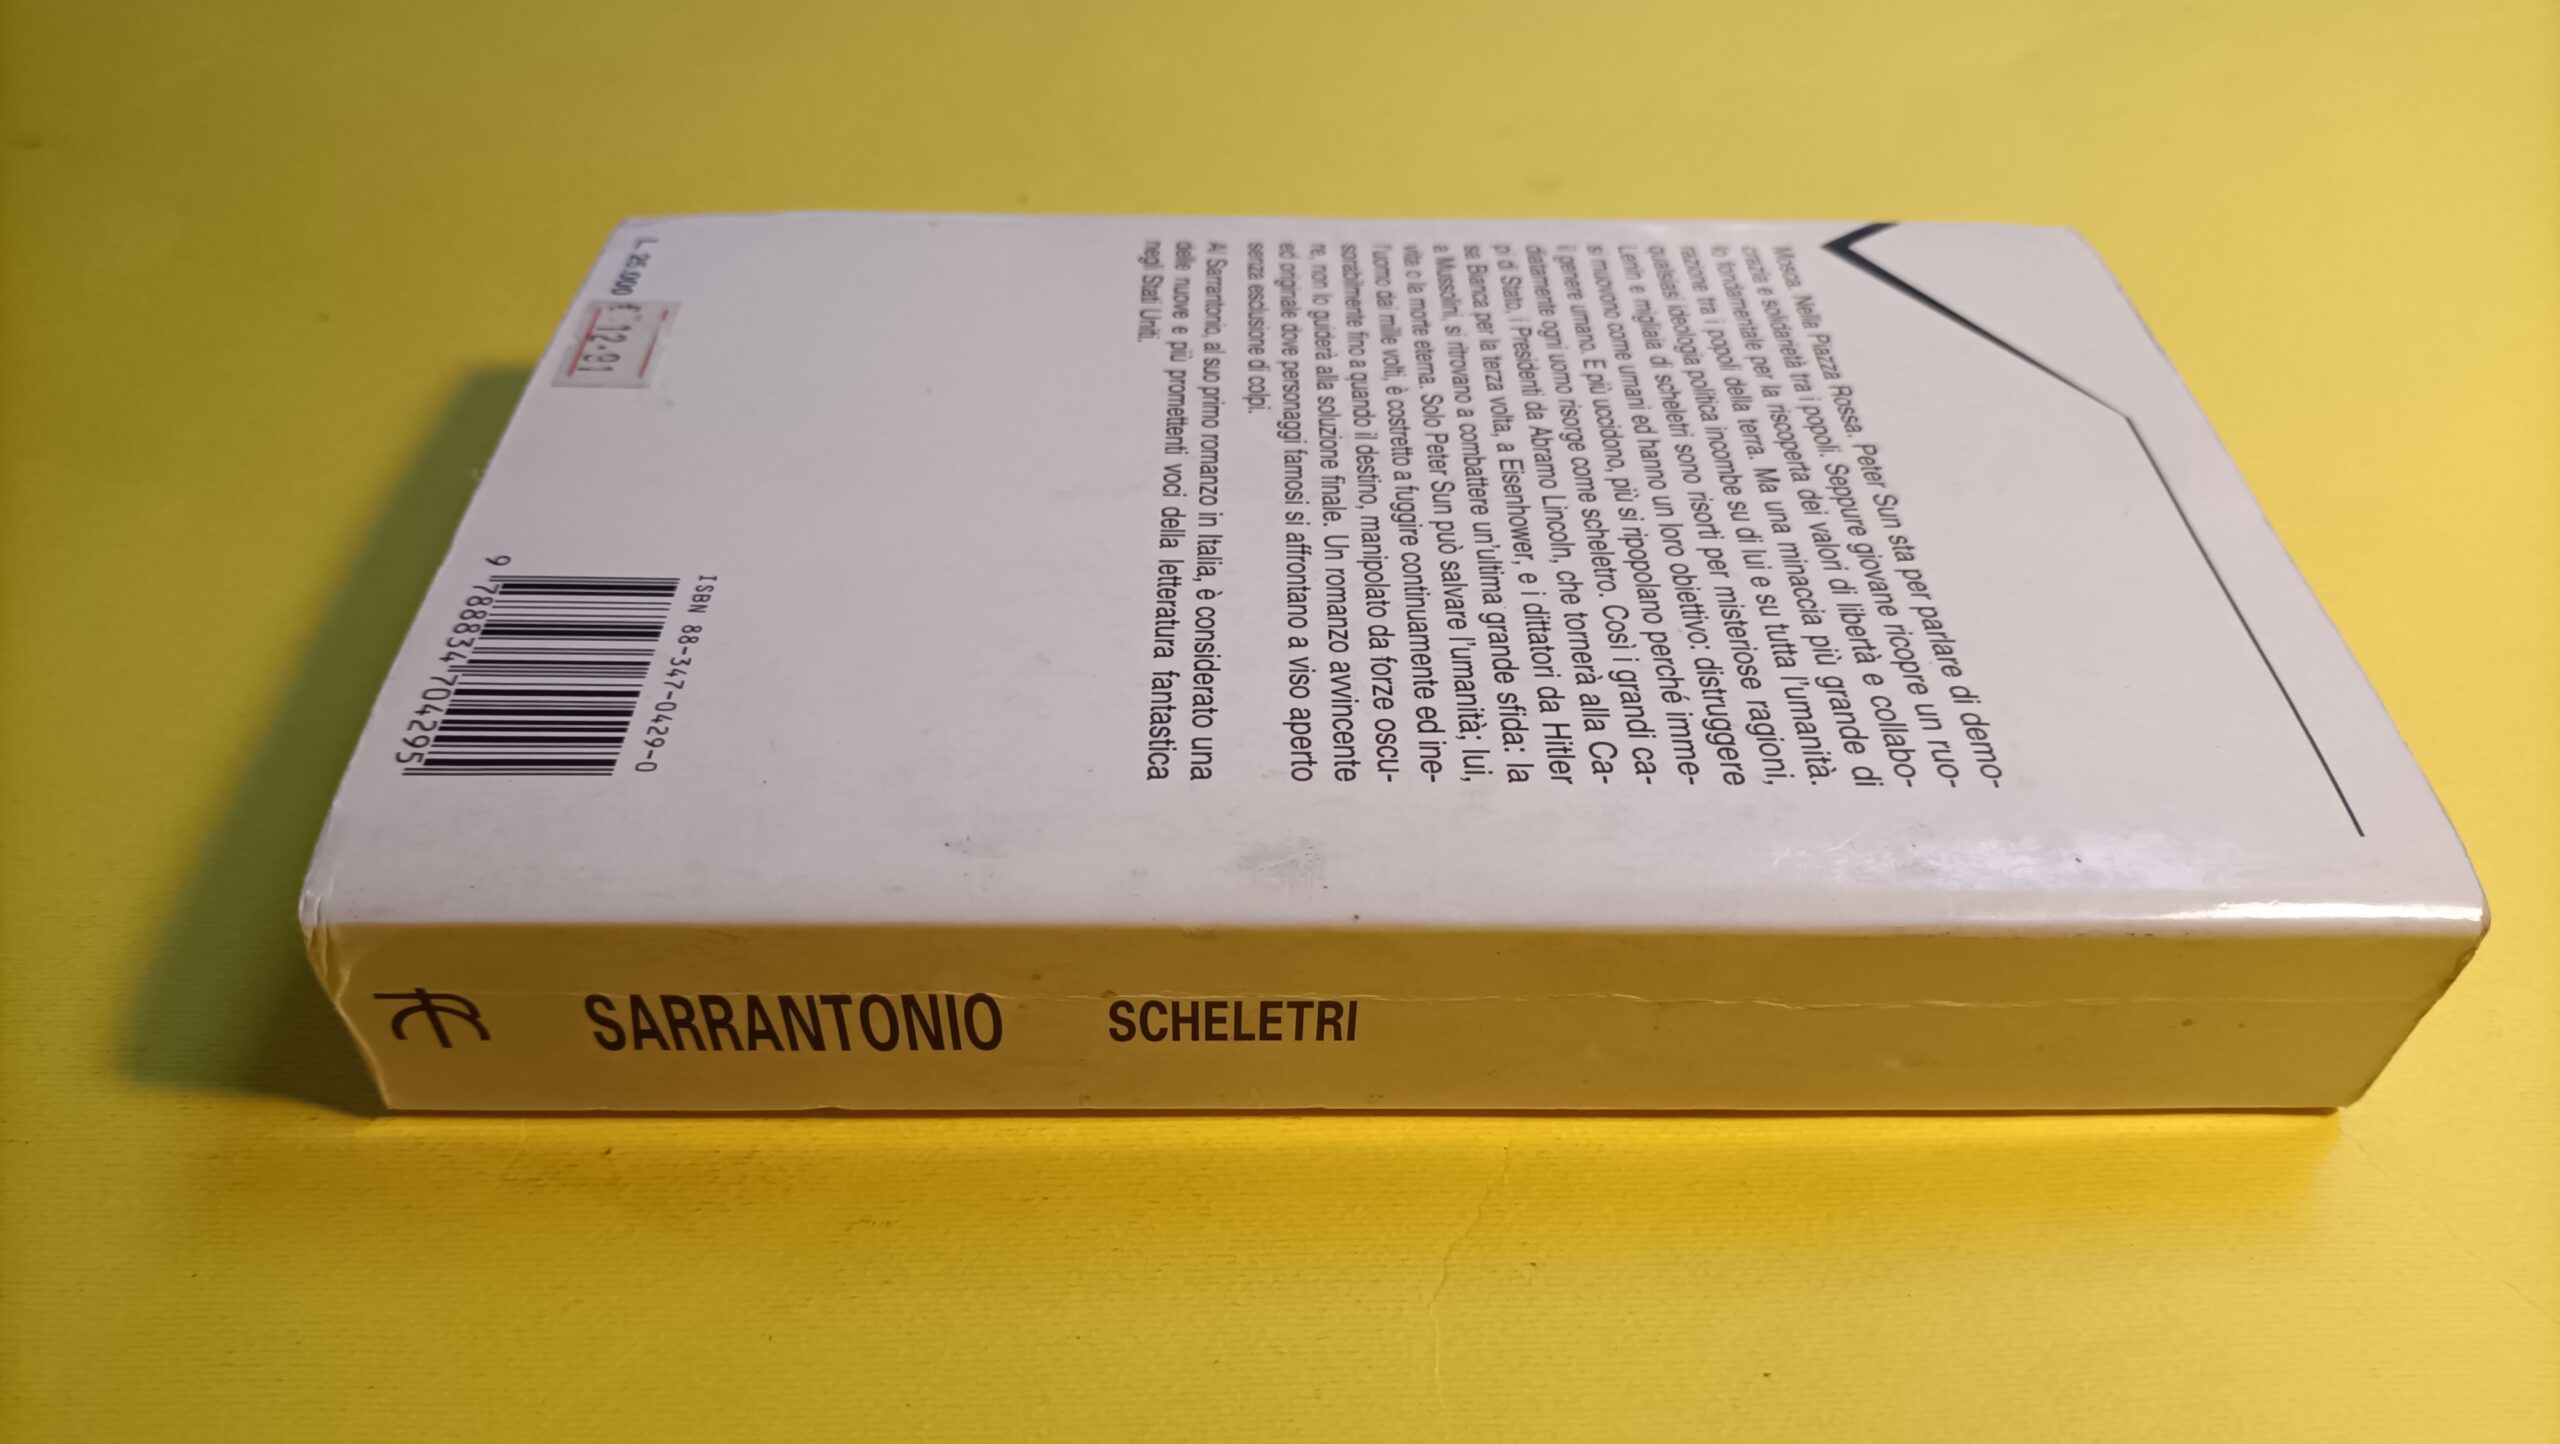 Mosca. Nella Piazza Rossa. Peter Sun sta per parlare di demo-
crazia e solidarietà tra i popoli. Seppure giovane ricopre un ruo-
lo fondamentale per la riscoperta dei valori di libertà e collabo-
razione tra i popoli della terra. Ma una minaccia più grande di
qualsiasi ideologia politica incombe su di lui e su tutta l'umanità.
Lenin e migliaia di scheletri sono risorti per misteriose ragioni,
si muovono come umani ed hanno un loro obiettivo: distruggere
il genere umano. E più uccidono, più si ripopolano perché imme-
diatamente ogni uomo risorge come scheletro. Così i grandi ca-
pi di Stato, i Presidenti da Abramo Lincoln, che tornerà alla Ca-
sa Bianca per la terza volta, a Eisenhower, e i dittatori da Hitler
a Mussolini, si ritrovano a combattere un'ultima grande sfida: la
vita o la morte eterna. Solo Peter Sun può salvare l'umanità; lui,
l'uomo dai mille volti, è costretto a fuggire continuamente ed ine-
sorabilmente fino a quando il destino, manipolato da forze oscu-
re, non lo guiderà alla soluzione finale. Un romanzo avvincente
ed originale dove personaggi famosi si affrontano a viso aperto
senza esclusione di colpi.
Al Sarrantonio, al suo primo romanzo in Italia, è considerato una
delle nuove e più promettenti voci della letteratura fantastica
negli Stati Uniti.
ISBN 88-347-0429-0
9 788834 704295
L. 25.000
€ 12.91
SARRANTONIO SCHELETRI